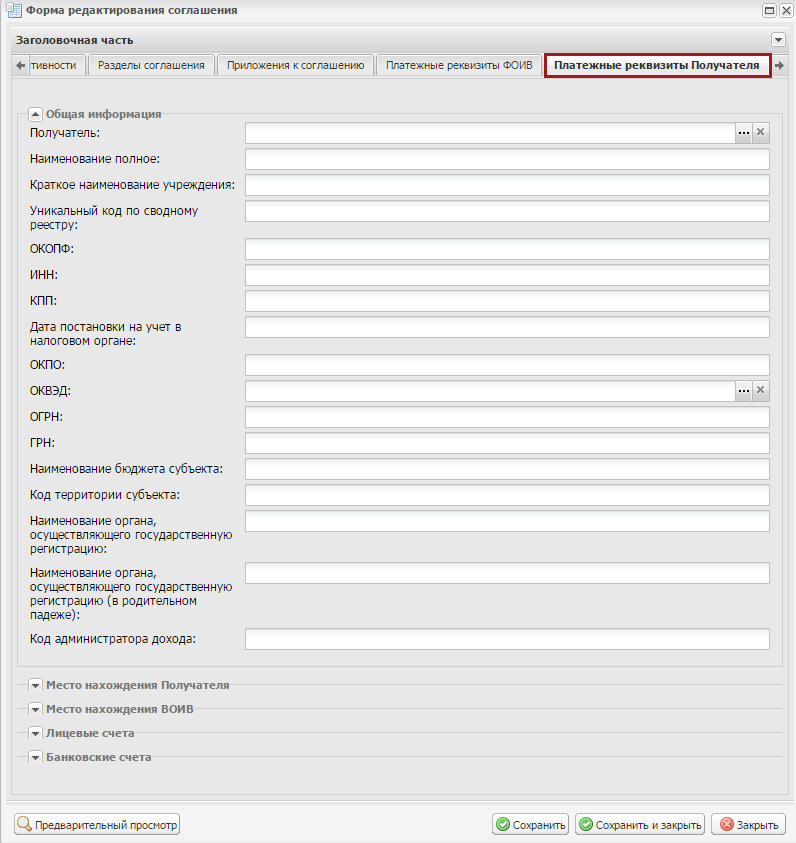 Форма редактирования соглашения
Заголовочная часть
тивности
Разделы соглашения
Приложения к соглашению
Платежные реквизиты ФОИВ
Платежные реквизиты Получателя
Общая информация
Получатель:
Наименование полное:
Краткое наименование учреждения:
Уникальный код по сводному
реестру:
ОКОПФ:
ИНН:
КПП:
Дата постановки на учет в
налоговом органе:
ОКПО:
ОКВЭД:
ОГРН:
ГРН:
Наименование бюджета субъекта:
Код территории субъекта:
Наименование органа,
осуществляющего государственную
регистрацию:
Наименование органа,
осуществляющего государственную
регистрацию (в родительном
падеже):
Код администратора дохода:
Место нахождения Получателя
Место нахождения ВОИВ
Лицевые счета
Банковские счета
Предварительный просмотр
Сохранить
Сохранить и закрыть
Закрыть